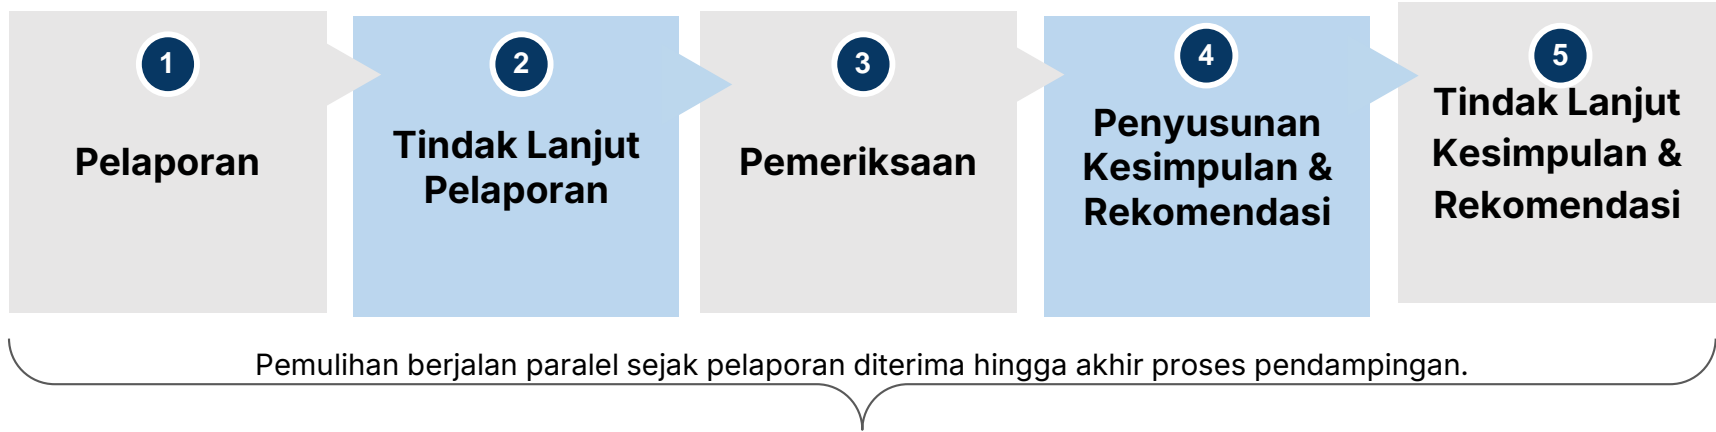 1
Pelaporan
2
Tindak Lanjut
Pelaporan
3
Pemeriksaan
4
Penyusunan
Kesimpulan &
Rekomendasi
5
Tindak Lanjut
Kesimpulan &
Rekomendasi
Pemulihan berjalan paralel sejak pelaporan diterima hingga akhir proses pendampingan.